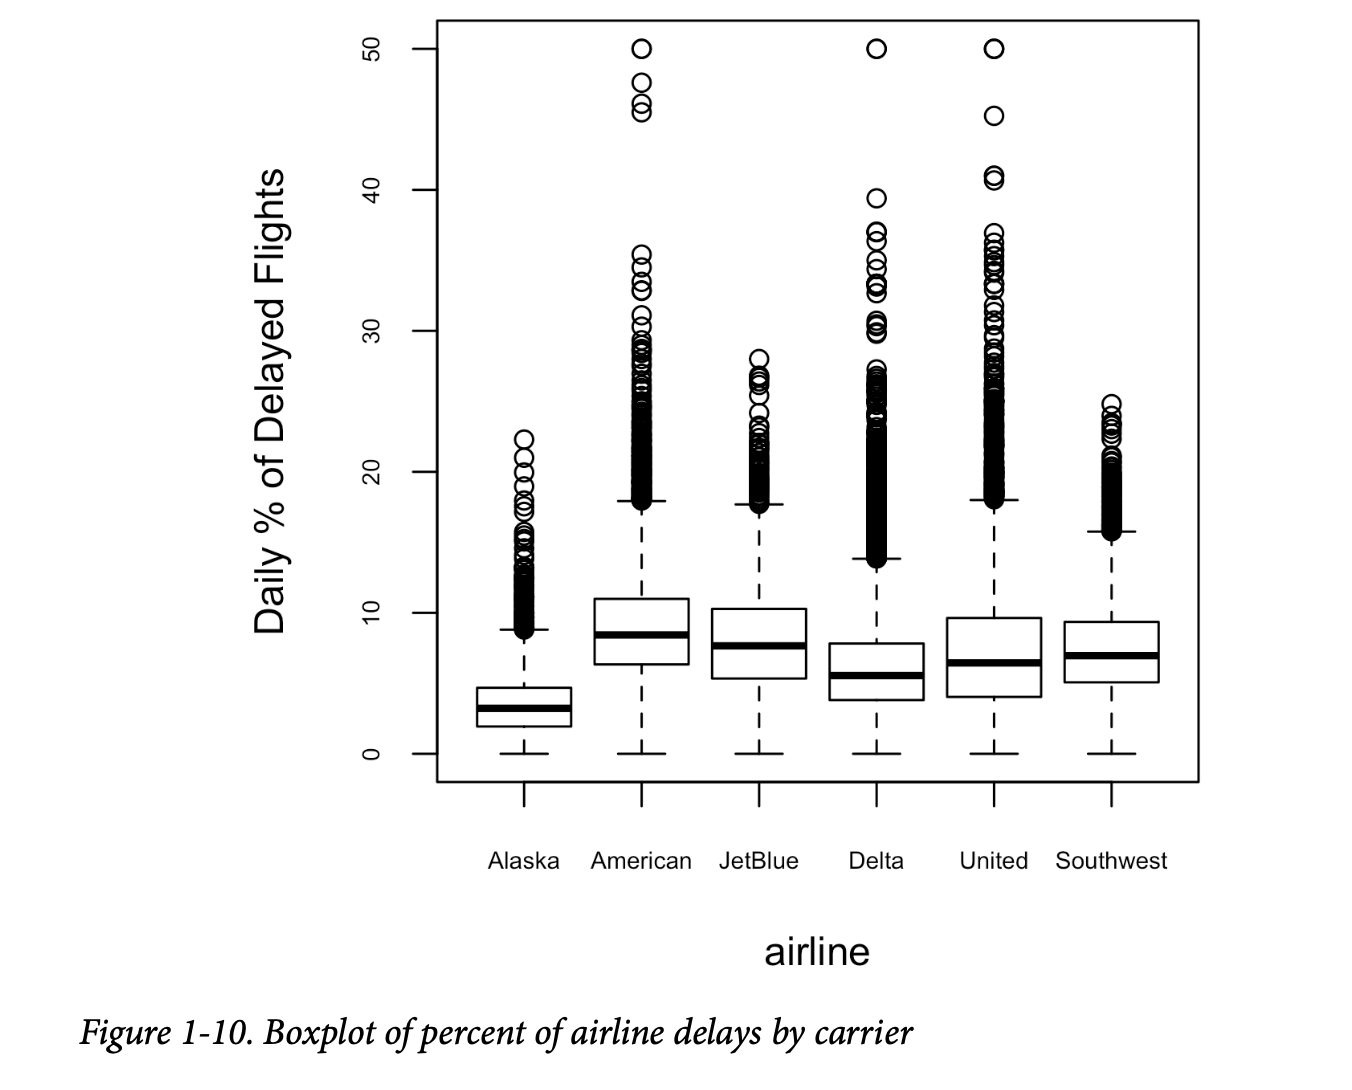 50
40
30
20
10
0
Daily % of Delayed Flights
Alaska American JetBlue Delta United Southwest
airline
Figure 1-10. Boxplot of percent of airline delays by carrier